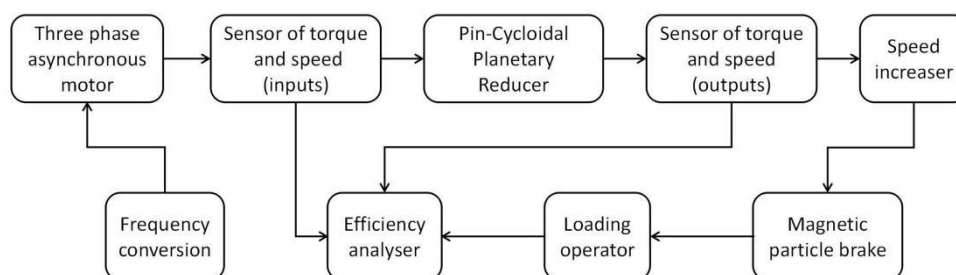 Three phase
asynchronous
motor
Sensor of torque
and speed
(inputs)
Pin-Cycloidal
Planetary
Reducer
Sensor of torque
and speed
(outputs)
Speed
increaser
Frequency
conversion
Efficiency
analyser
Loading
operator
Magnetic
particle brake